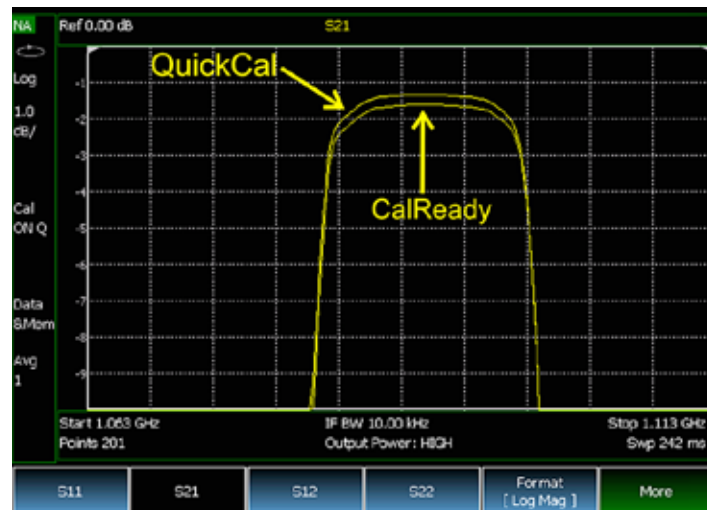 NA Ref 0.00 dB S21
Log
1.0
dB/
Cal
ON Q
Data
&Mem
Avg
1
QuickCal
CalReady
-1
-2
-3
-4
-5
-6
-7
-8
-9
Start 1.063 GHz IF BW 10.00 kHz Stop 1.113 GHz
Points 201 Output Power: HIGH Swp 242 ms
S11 S21 S12 S22 Format More
[ Log Mag ]